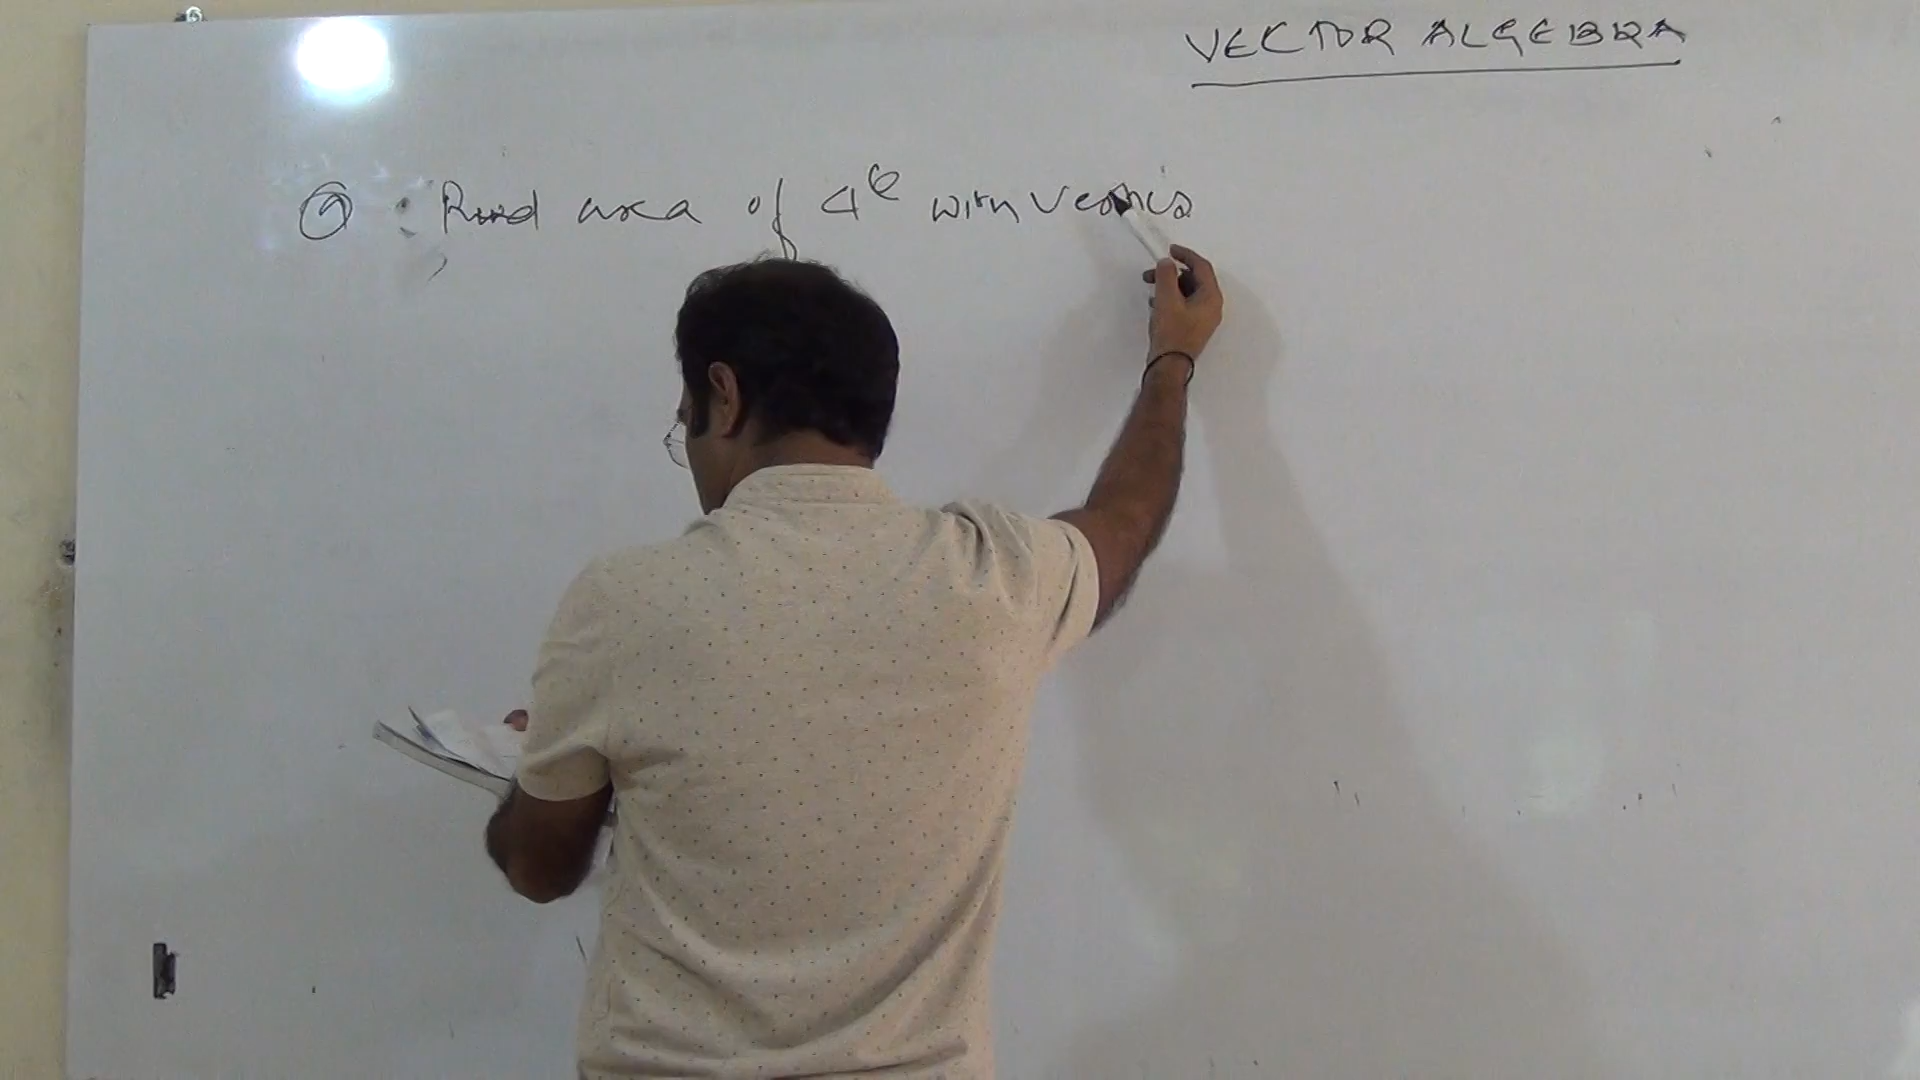 VECTOR ALGEBRA
Q : Find area of Δle with vertices